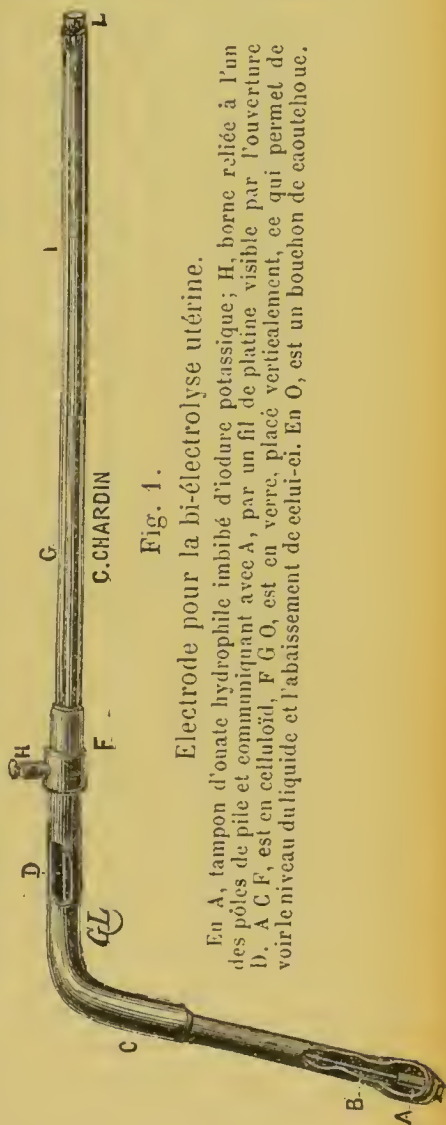 L
I
G
C.CHARDIN
H
F
D
GL
C
B
A
Fig. 1.
Electrode pour la bi-électrolyse utérine.
En A, tampon d'ouate hydrophile imbibé d'iodure potassique; H, borne reliée à l'un
des pôles de pile et communiquant avec A, par un fil de platine visible par l'ouverture
D. A C F, est en celluloïd, F G O, est en verre, placé verticalement, ce qui permet de
voir le niveau du liquide et l'abaissement de celui-ci. En O, est un bouchon de caoutchouc.